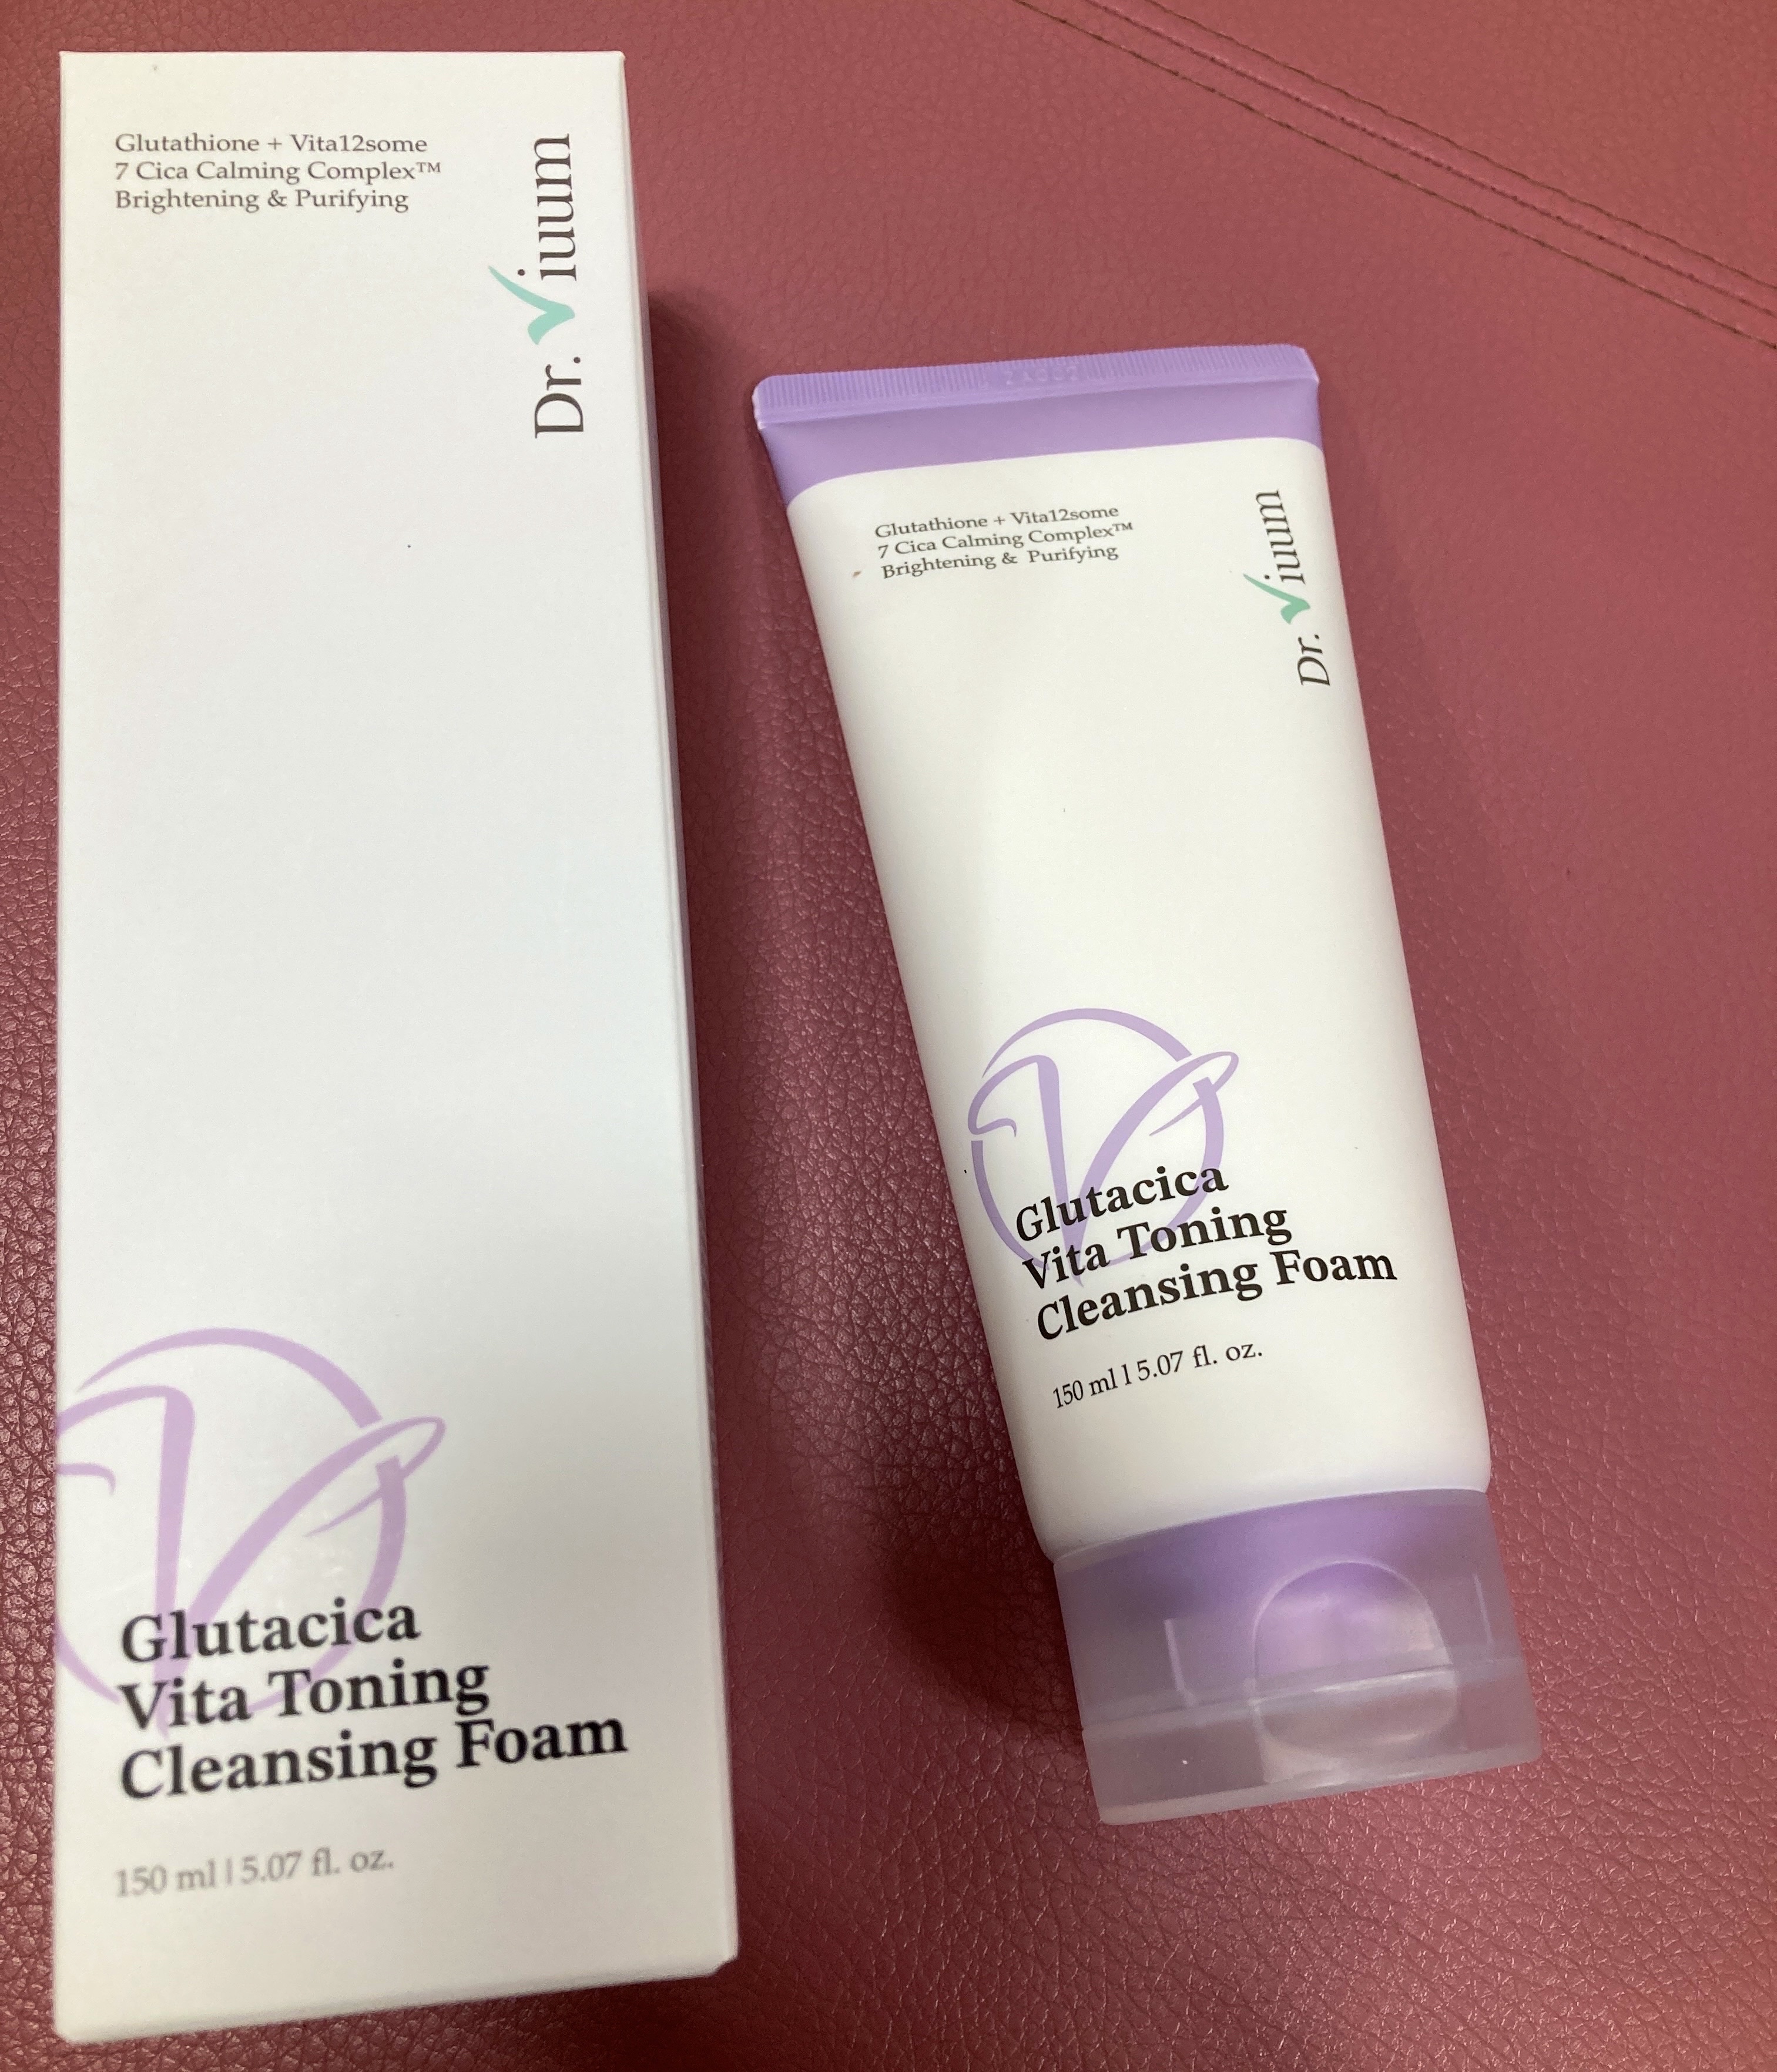 Glutathione + Vita12some
7 Cica Calming Complex™
Brightening & Purifying
Dr. Viuum
Glutacica
Vita Toning
Cleansing Foam
150 ml | 5.07 fl. oz.
Glutathione + Vita12some
7 Cica Calming Complex™
Brightening & Purifying
Dr. Viuum
Glutacica
Vita Toning
Cleansing Foam
150 ml l 5.07 fl. oz.